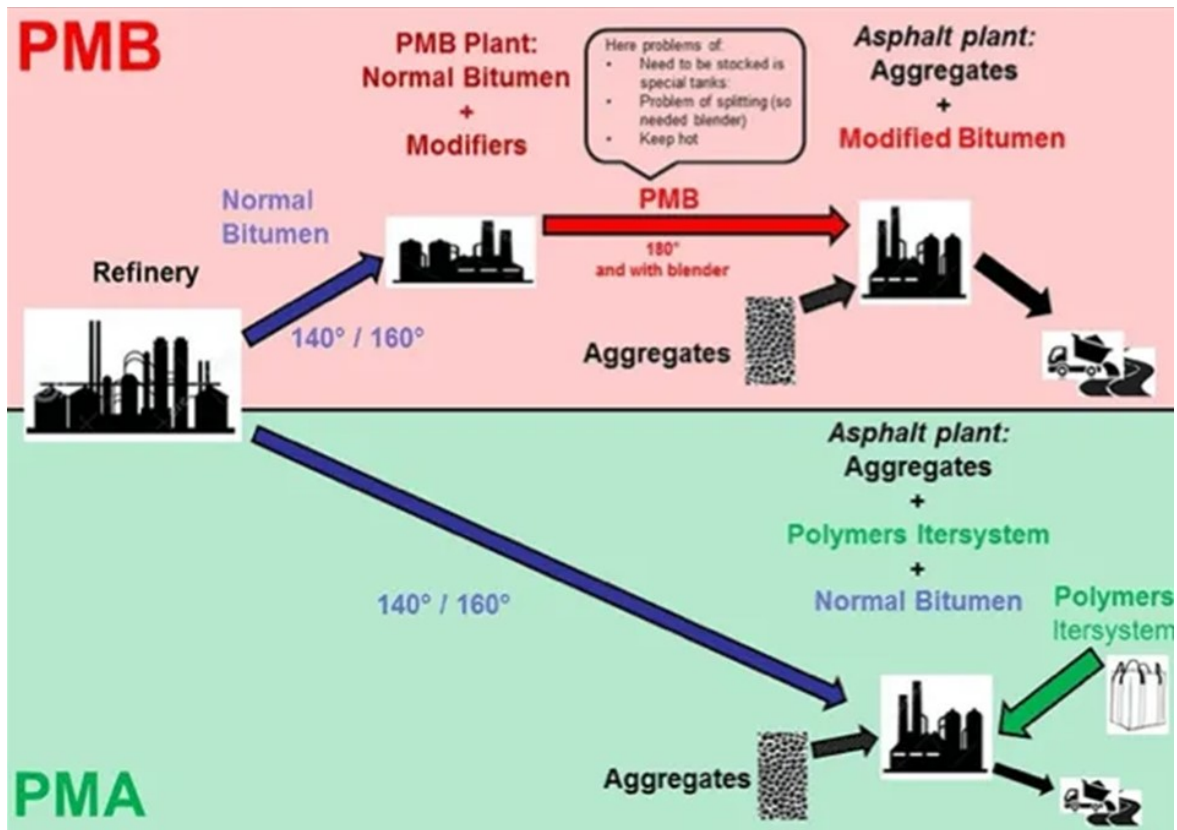 PMB
PMB Plant:
Normal Bitumen
+
Modifiers
Here problems of:
• Need to be stocked is
special tanks:
• Problem of splitting (so
needed blender)
• Keep hot
Asphalt plant:
Aggregates
+
Modified Bitumen
Normal
Bitumen
PMB
180°
and with blender
Refinery
140° / 160°
Aggregates
Asphalt plant:
Aggregates
+
Polymers Itersystem
+
Normal Bitumen
140° / 160°
Polymers
Itersystem
Aggregates
PMA